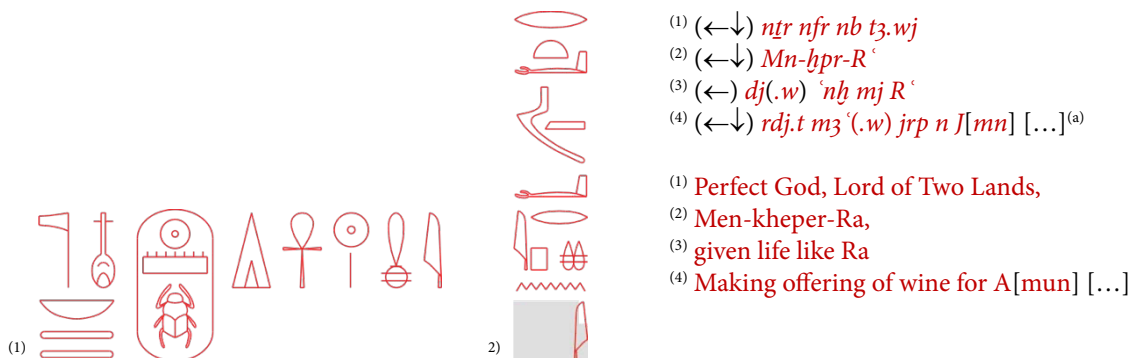 (1)
2)
(1) (←↓) nṯr nfr nb tꜣ.wj
(2) (←↓) Mn-ḫpr-Rꜥ
(3) (←) dj(.w) ꜥnḫ mj Rꜥ
(4) (←↓) rdj.t mꜣꜥ(.w) jrp n J[mn] […](a)
(1) Perfect God, Lord of Two Lands,
(2) Men-kheper-Ra,
(3) given life like Ra
(4) Making offering of wine for A[mun] […]